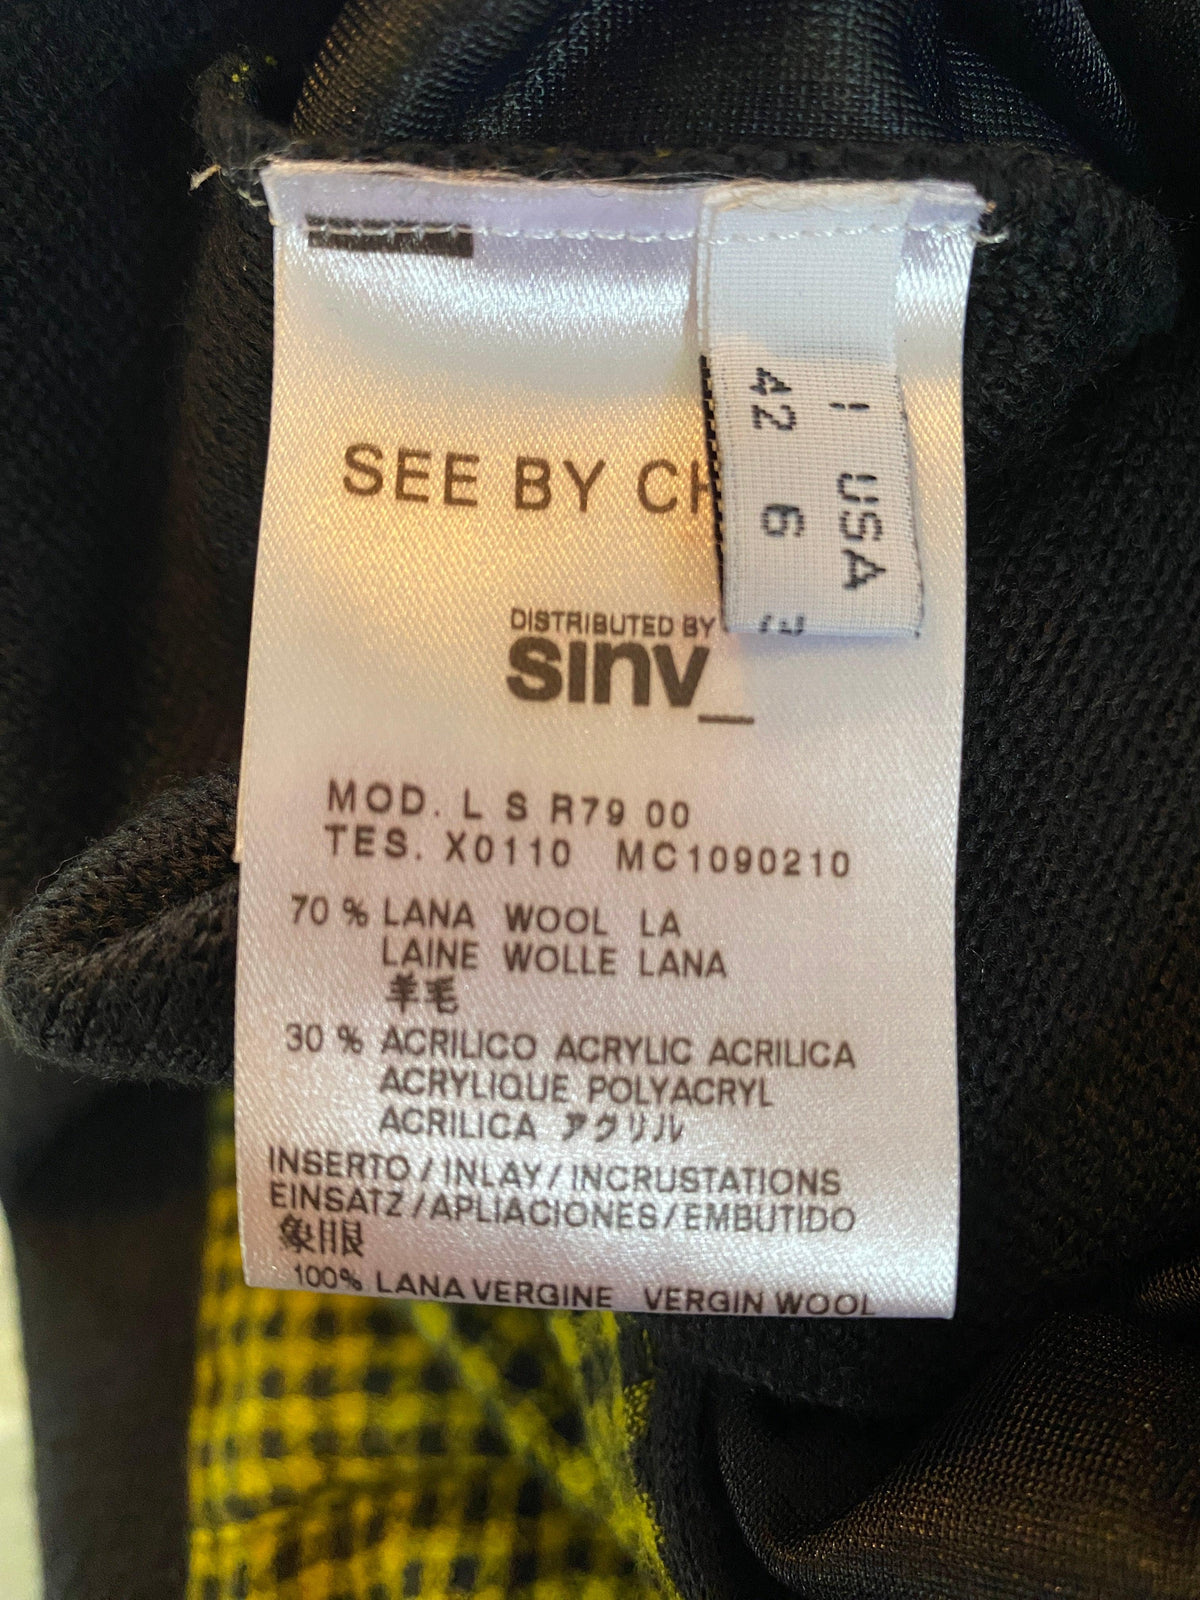 SEE BY CH
DISTRIBUTED BY
sinv_
MOD. L S R79 00
TES. X0110 MC1090210
70 % LANA WOOL LA
LAINE WOLLE LANA
羊毛
30 % ACRILICO ACRYLIC ACRILICA
ACRYLIQUE POLYACRYL
ACRILICA アクリル
INSERTO / INLAY / INCRUSTATIONS
EINSATZ / APLIACIONES / EMBUTIDO
象眼
100% LANA VERGINE VERGIN WOOL
I USA
42 6